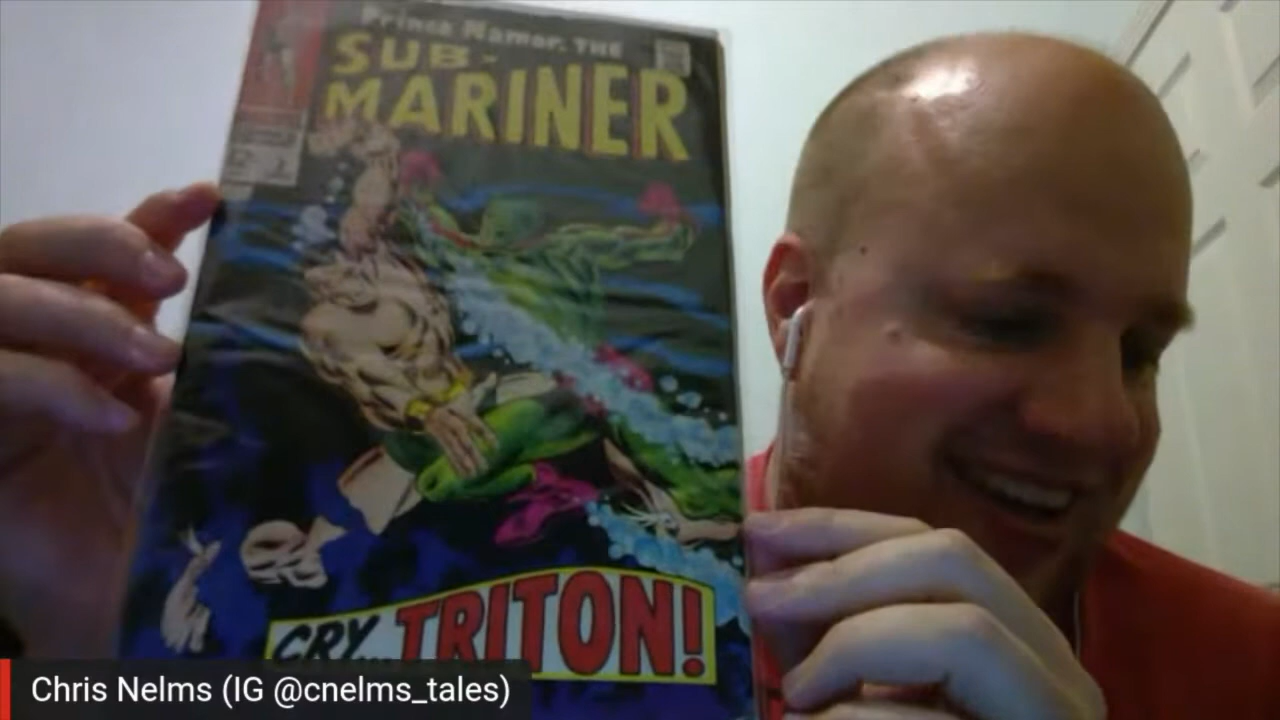 Prince Namor, THE
SUB-
MARINER
CRY... TRITON!
Chris Nelms (IG @cnelms_tales)